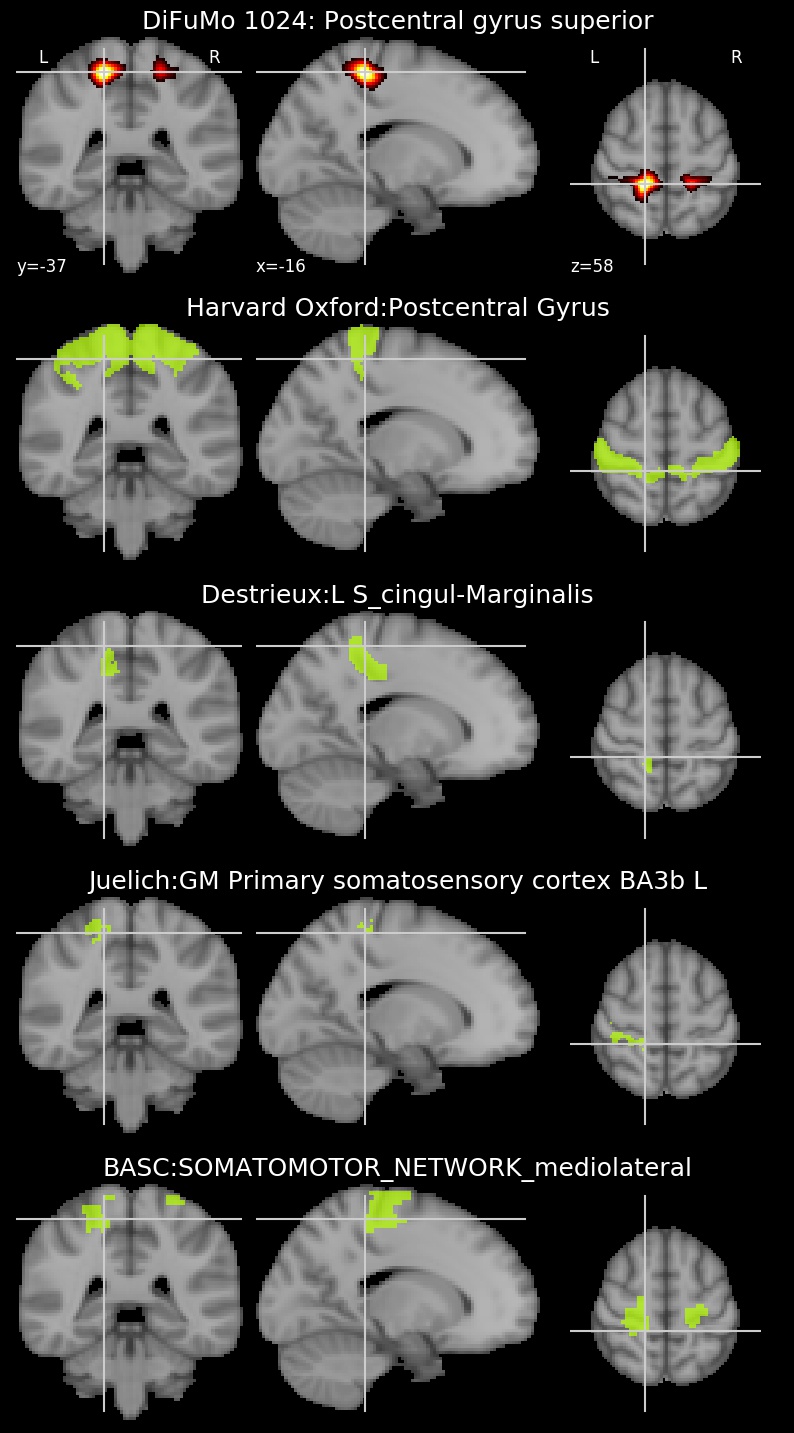 DiFuMo 1024: Postcentral gyrus superior
L R L R
y=-37 x=-16 z=58
Harvard Oxford:Postcentral Gyrus
Destrieux:L S_cingul-Marginalis
Juelich:GM Primary somatosensory cortex BA3b L
BASC:SOMATOMOTOR_NETWORK_mediolateral